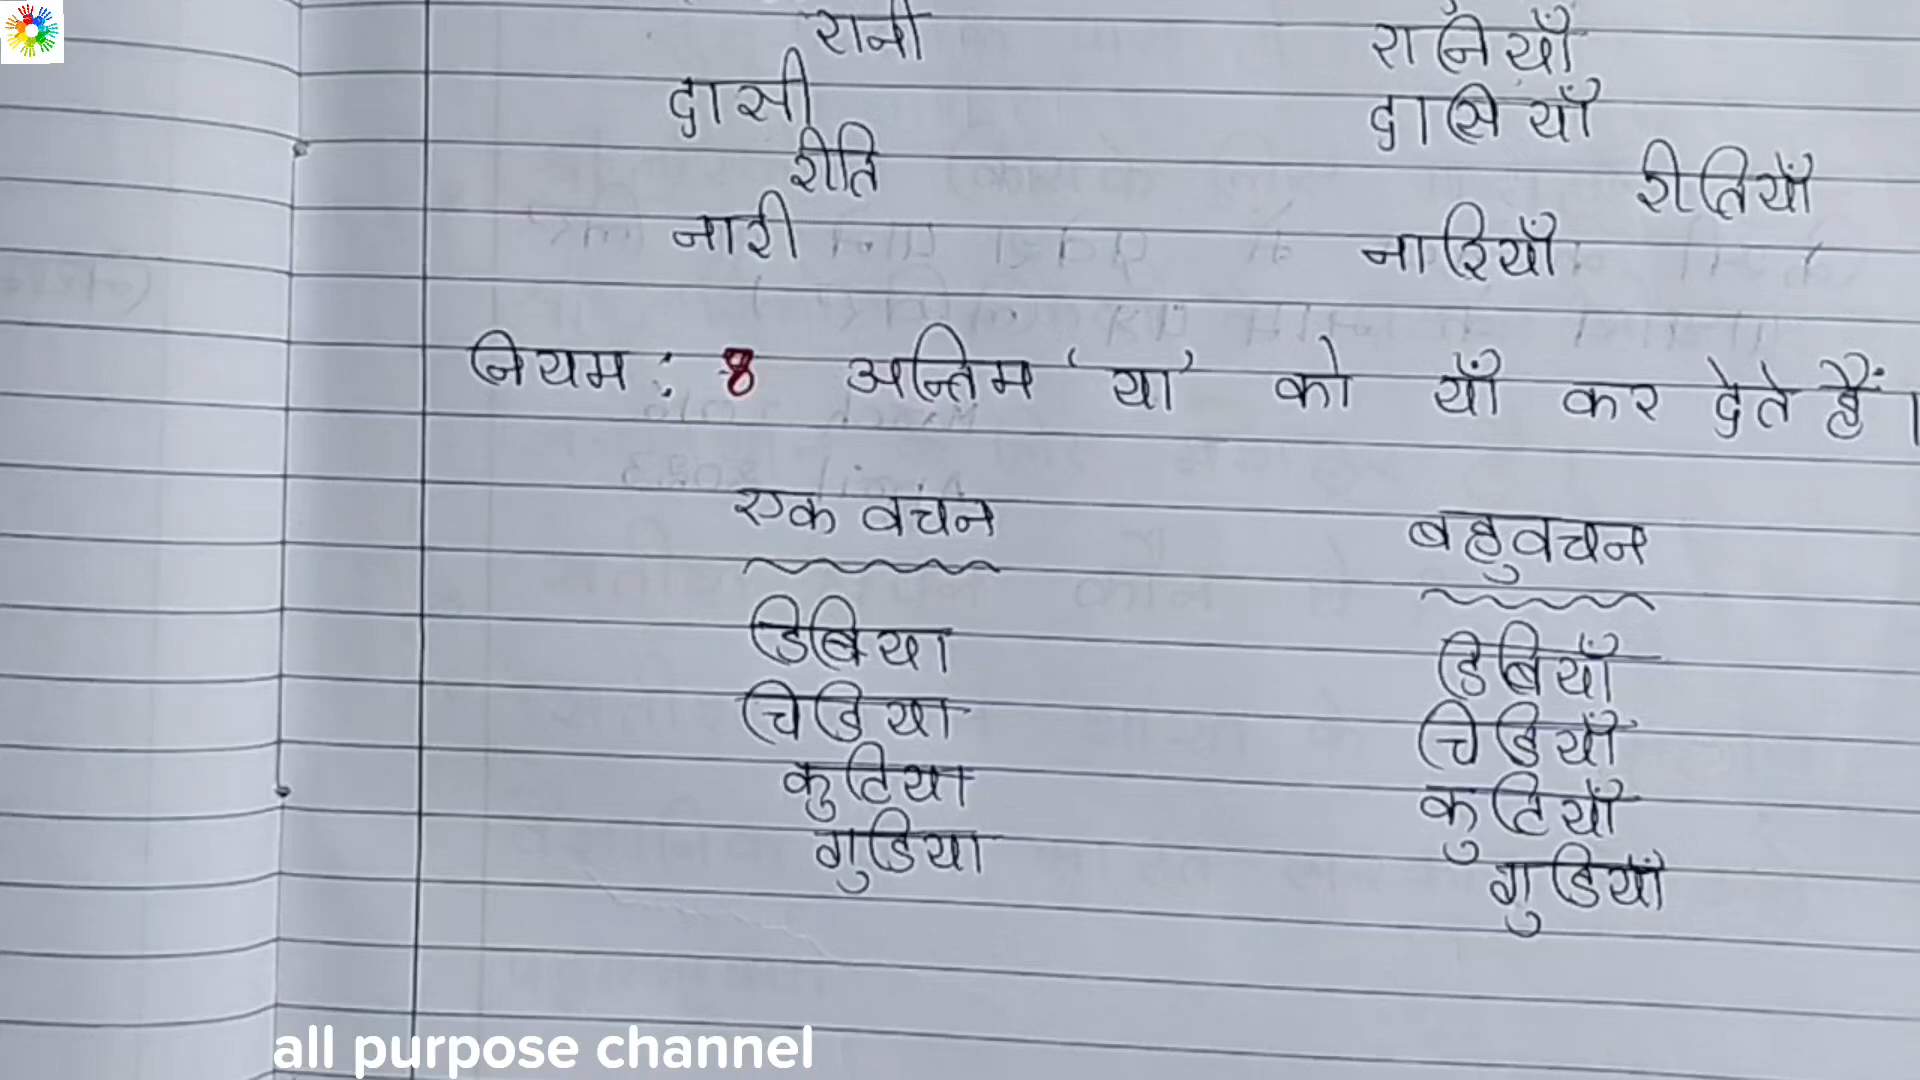 रानी रानियाँ
दासी दासियाँ
रीति रीतियाँ
नारी नारियाँ
नियम : 8 अन्तिम 'या' को याँ कर देते हैं।
एक वचन बहुवचन
डिबिया डिबियाँ
चिडिया चिडियाँ
कुटिया कुटियाँ
गुडिया गुडियाँ
all purpose channel